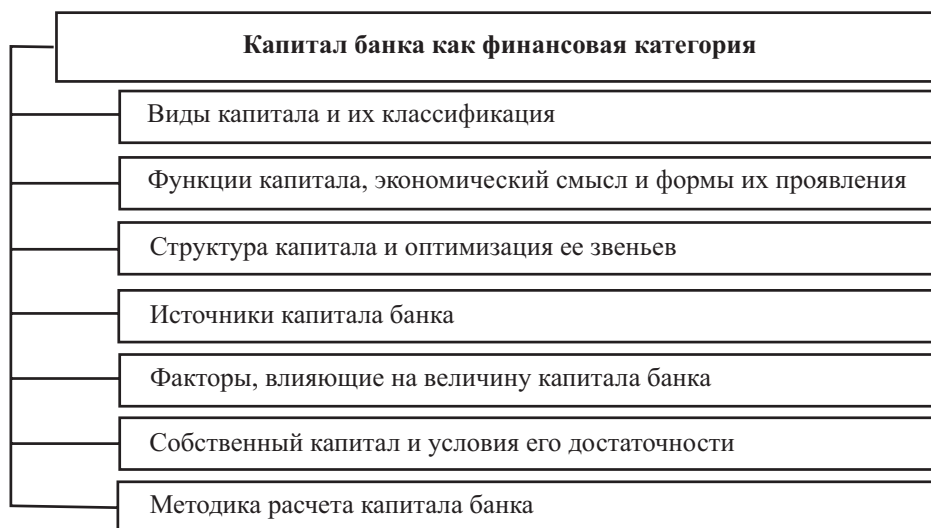 Капитал банка как финансовая категория
Виды капитала и их классификация
Функции капитала, экономический смысл и формы их проявления
Структура капитала и оптимизация ее звеньев
Источники капитала банка
Факторы, влияющие на величину капитала банка
Собственный капитал и условия его достаточности
Методика расчета капитала банка